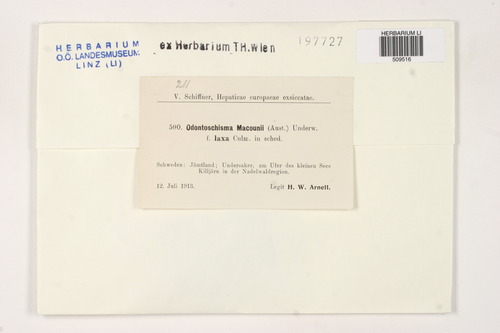 HERBARIUM
O.Ö. LANDESMUSEUM
LINZ (LI)
ex Herbarium TH.Wien
197727
HERBARIUM LI
509516
211
V. Schiffner, Hepaticae europaeae exsiccatae.
500. Odontoschisma Macounii (Aust.) Underw.
f. laxa Culm. in sched.
Schweden: Jämtland; Undersaker, am Ufer des kleinen Sees
Killjärn in der Nadelwaldregion.
12. Juli 1913.
Legit H. W. Arnell.